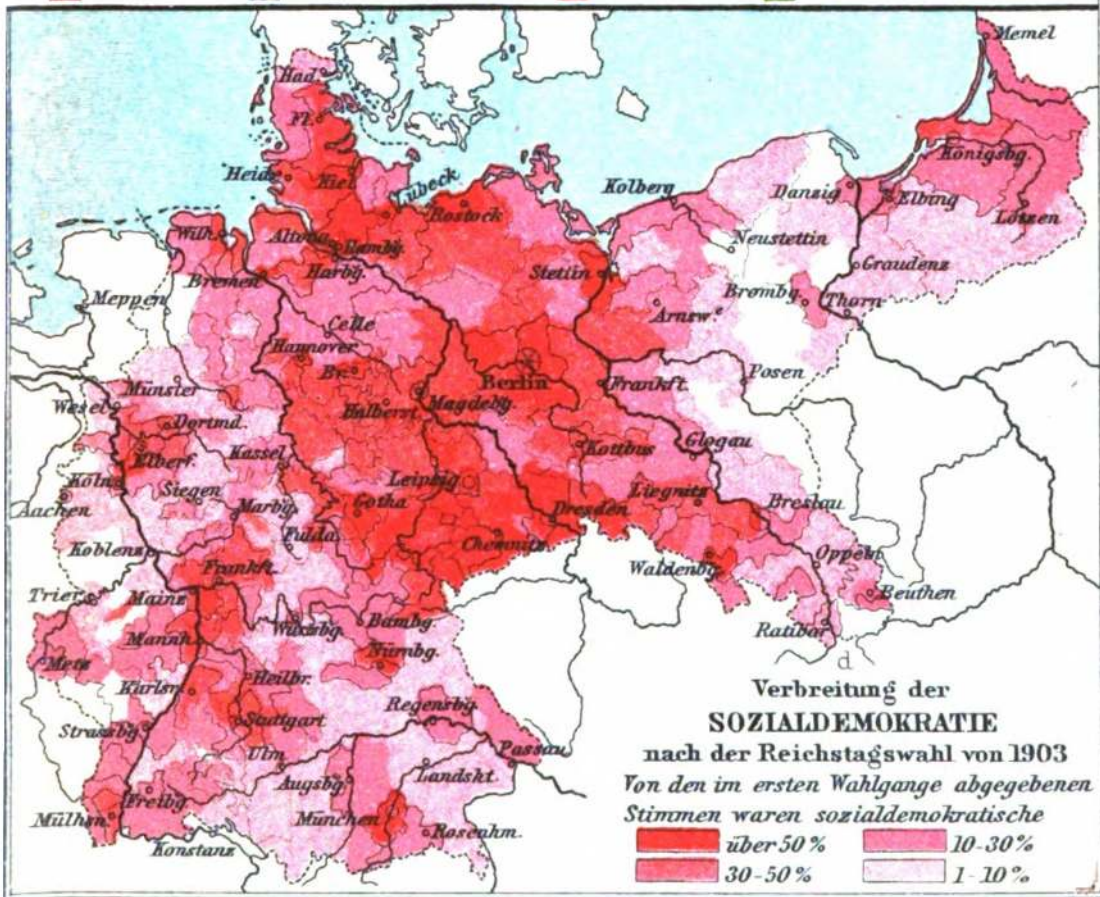 Memel
Had.
Fl.
Heide
Kiel
Lübeck
Rostock
Kolberg
Danzig
Königsbg.
Elbing
Lötzen
Wilh.
Altona
Hambg.
Harbg.
Bremen
Stettin
Neustettin
Graudenz
Meppen
Arnsw.
Brombg.
Thorn
Celle
Hannover
Br.
Berlin
Posen
Münster
Halberst.
Magdebg.
Frankft.
Wesel
Dortmd.
Kottbus
Glogau
Elberf.
Kassel
Köln
Siegen
Leipzig
Liegnitz
Breslau
Aachen
Marbg.
Gotha
Dresden
Koblenz
Fulda
Chemnitz
Oppeln
Frankft.
Waldenbg.
Beuthen
Trier
Mainz
Würzbg.
Bambg.
Ratibor
Mannh.
Metz
Nürnbg.
d
Karlsr.
Heilbr.
Strassbg.
Stuttgart
Regensbg.
Passau
Ulm
Augsbg.
Landsht.
Mülhsn.
Freibg.
München
Rosenhm.
Konstanz
Verbreitung der
SOZIALDEMOKRATIE
nach der Reichstagswahl von 1903
Von den im ersten Wahlgange abgegebenen
Stimmen waren sozialdemokratische
über 50% 10-30%
30-50% 1-10%